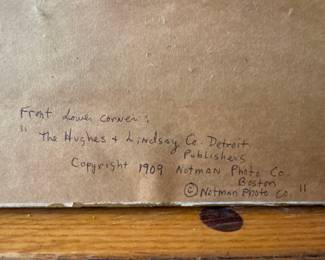 Front Lower corner:
" The Hughes & Lindsay Co. Detroit
Publishers
Copyright 1909 Notman Photo Co.
Boston
© Notman Photo Co. "